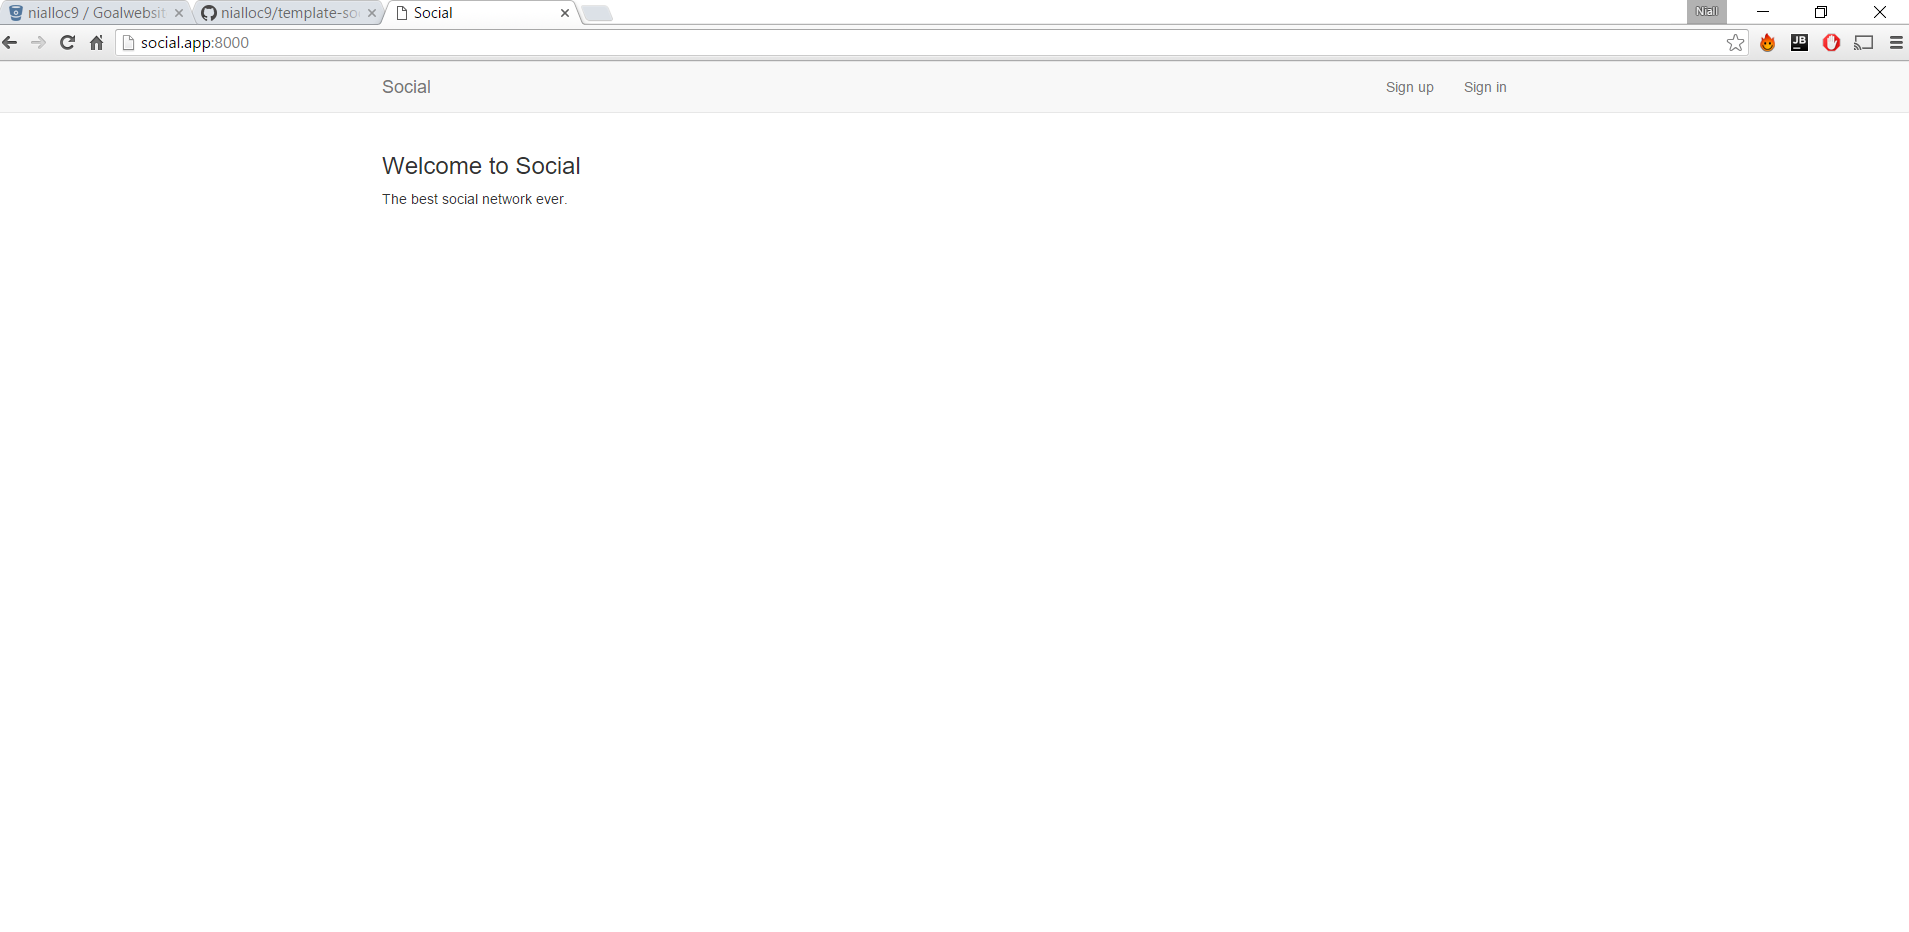 nialloc9 / Goalwebsit
nialloc9/template-so
Social
Niall
social.app:8000
JB
Social
Sign up
Sign in
Welcome to Social
The best social network ever.